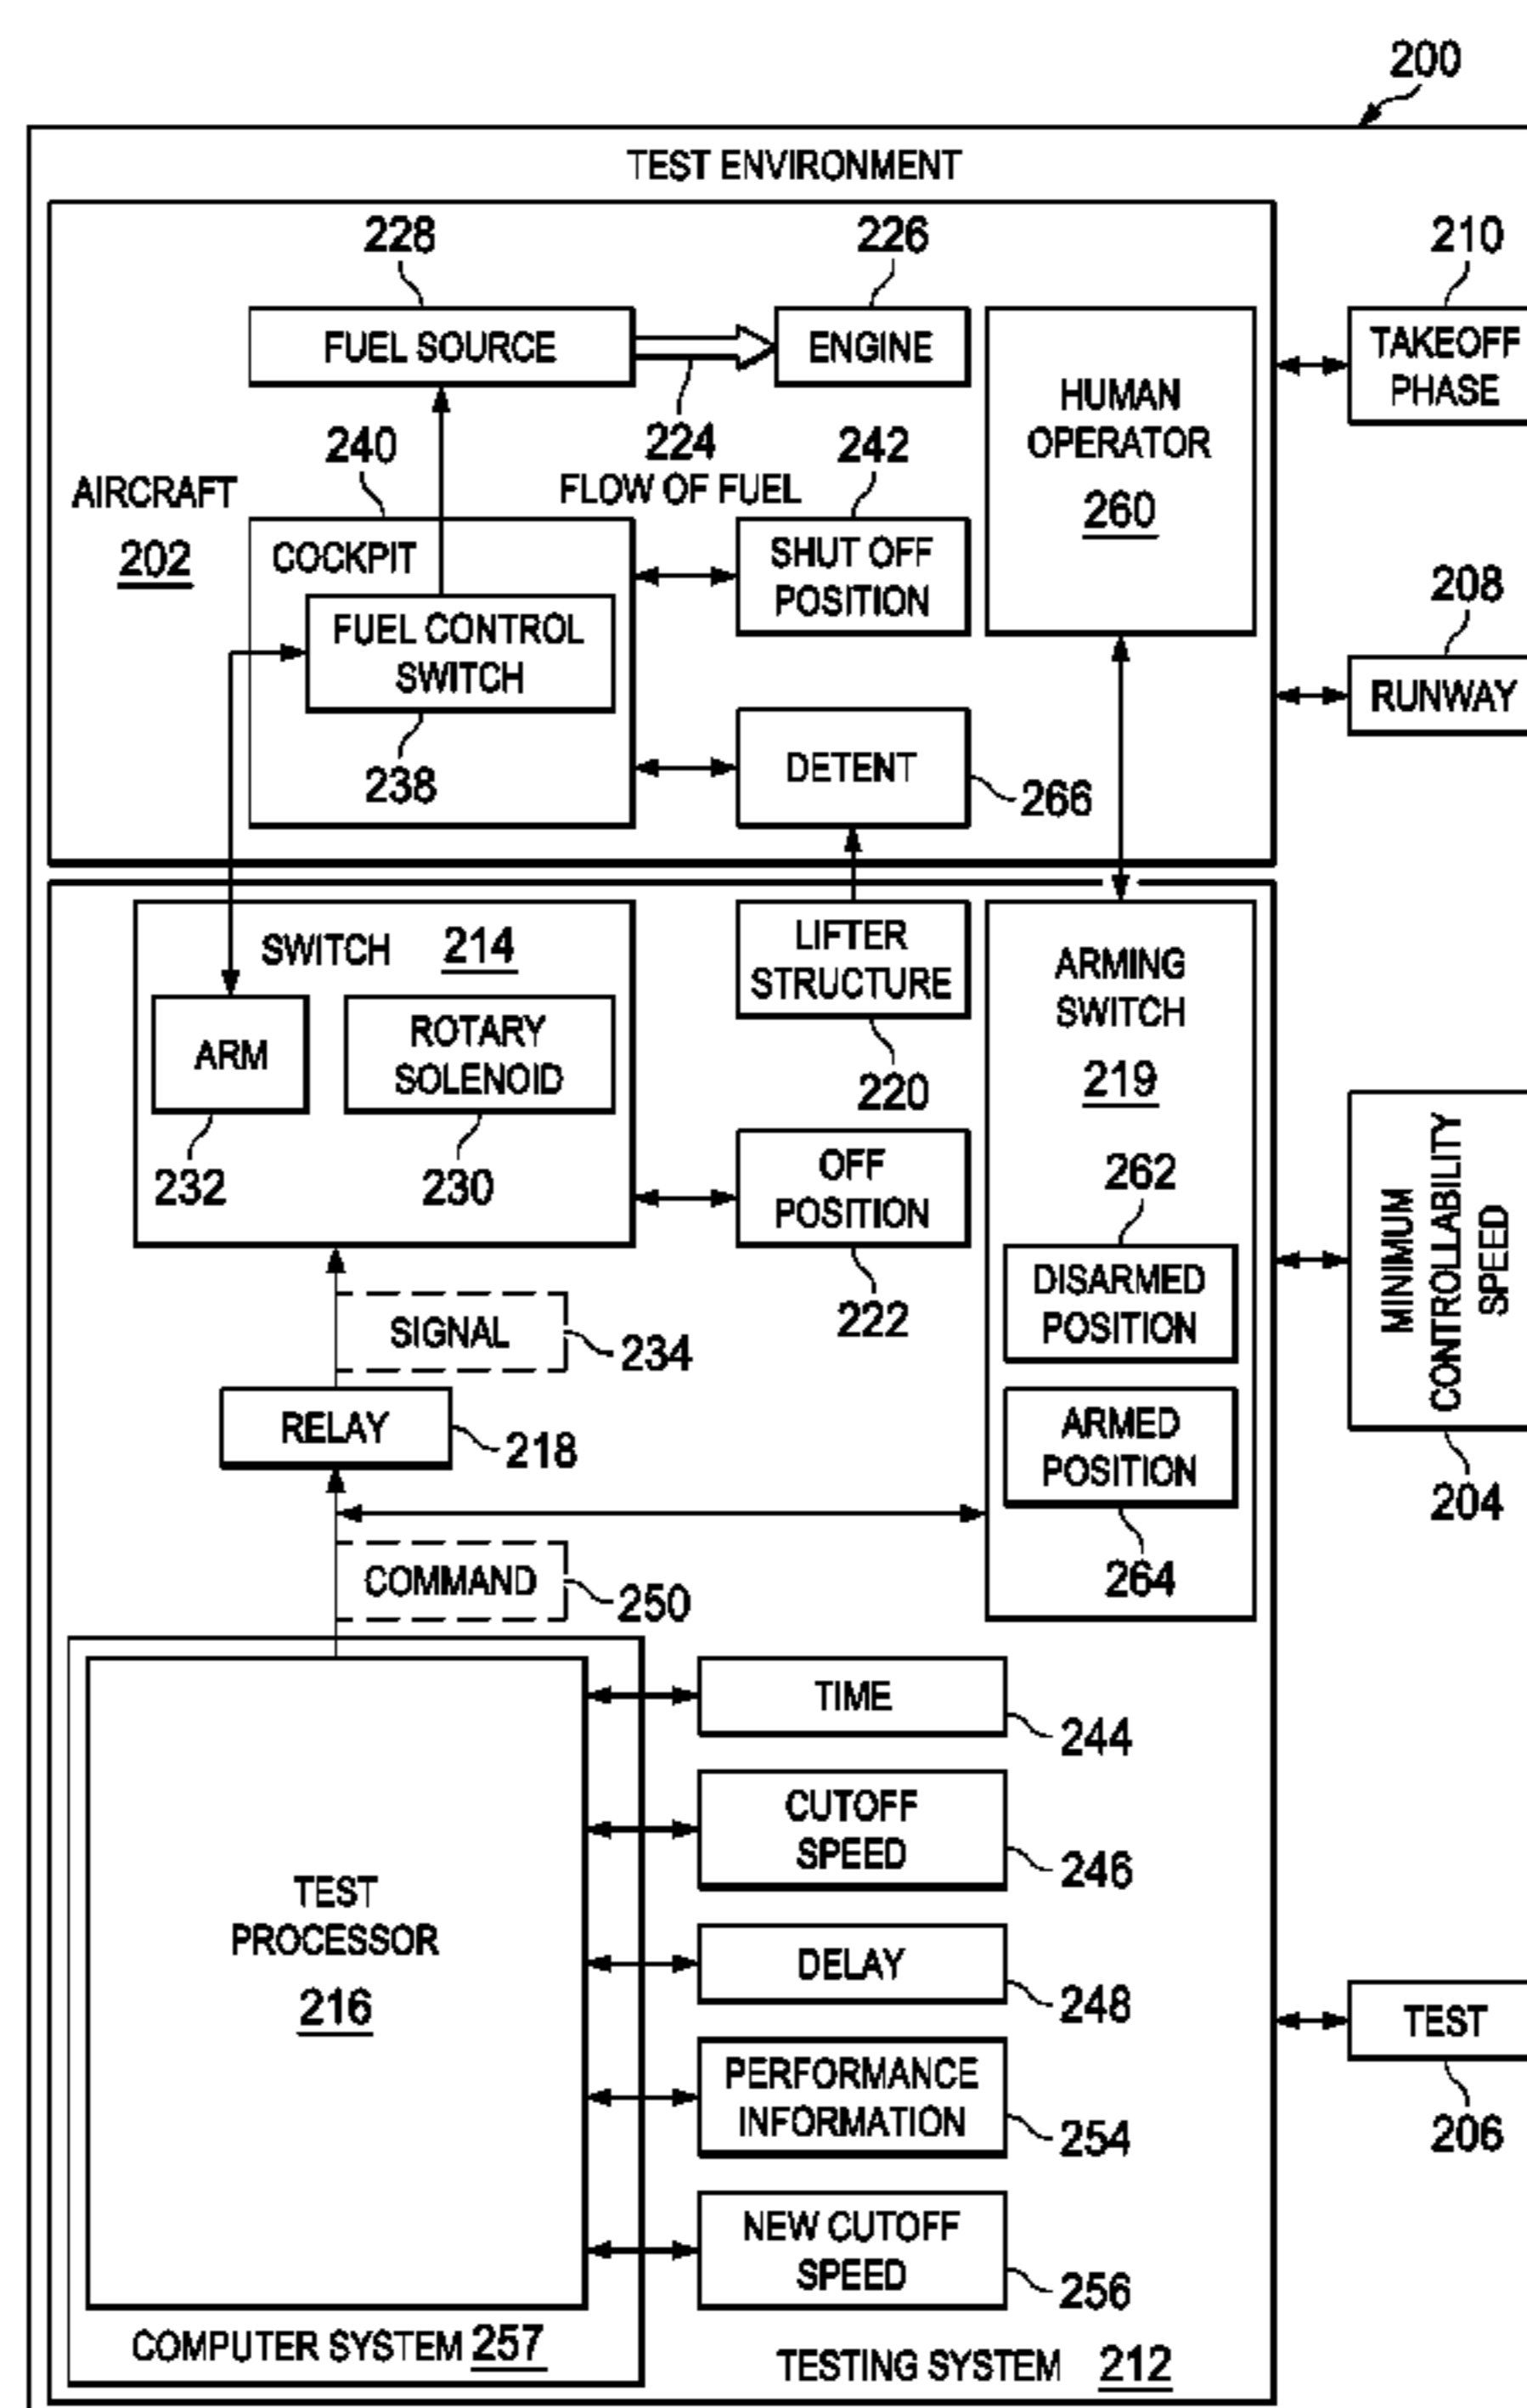 200
TEST ENVIRONMENT
228
226
210
FUEL SOURCE
ENGINE
TAKEOFF
PHASE
HUMAN
OPERATOR
260
240
224
FLOW OF FUEL
242
AIRCRAFT
202
COCKPIT
SHUT OFF
POSITION
208
FUEL CONTROL
SWITCH
RUNWAY
238
DETENT
266
SWITCH 214
LIFTER
STRUCTURE
ARMING
SWITCH
219
ARM
ROTARY
SOLENOID
220
232
230
OFF
POSITION
262
MINIMUM
CONTROLLABILITY
SPEED
DISARMED
POSITION
222
SIGNAL
234
RELAY
218
ARMED
POSITION
204
COMMAND
250
264
TIME
244
CUTOFF
SPEED
246
TEST
PROCESSOR
216
DELAY
248
TEST
206
PERFORMANCE
INFORMATION
254
NEW CUTOFF
SPEED
256
COMPUTER SYSTEM 257
TESTING SYSTEM 212